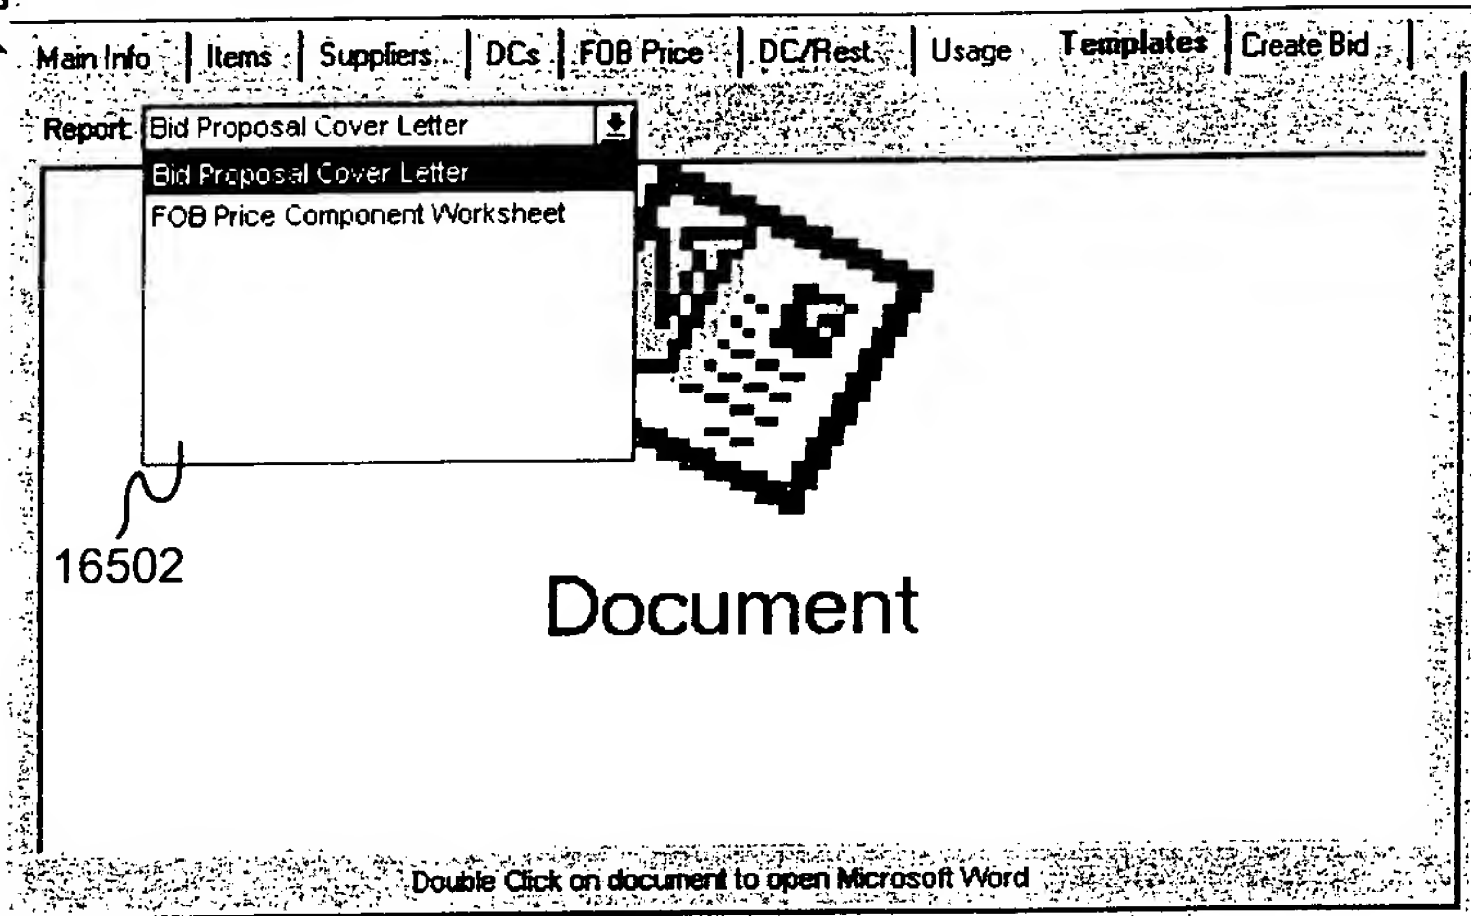 Main Info | Items | Suppliers | DCs | FOB Price | DC/Rest. | Usage Templates | Create Bid |
Report: Bid Proposal Cover Letter
Bid Proposal Cover Letter
FOB Price Component Worksheet
16502
Document
Double Click on document to open Microsoft Word